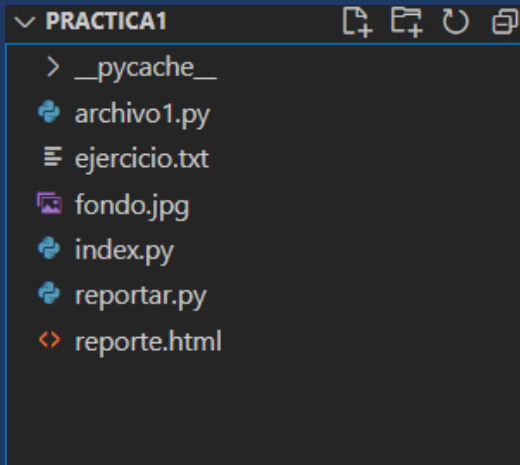 PRACTICA1
__pycache__
archivo1.py
ejercicio.txt
fondo.jpg
index.py
reportar.py
reporte.html